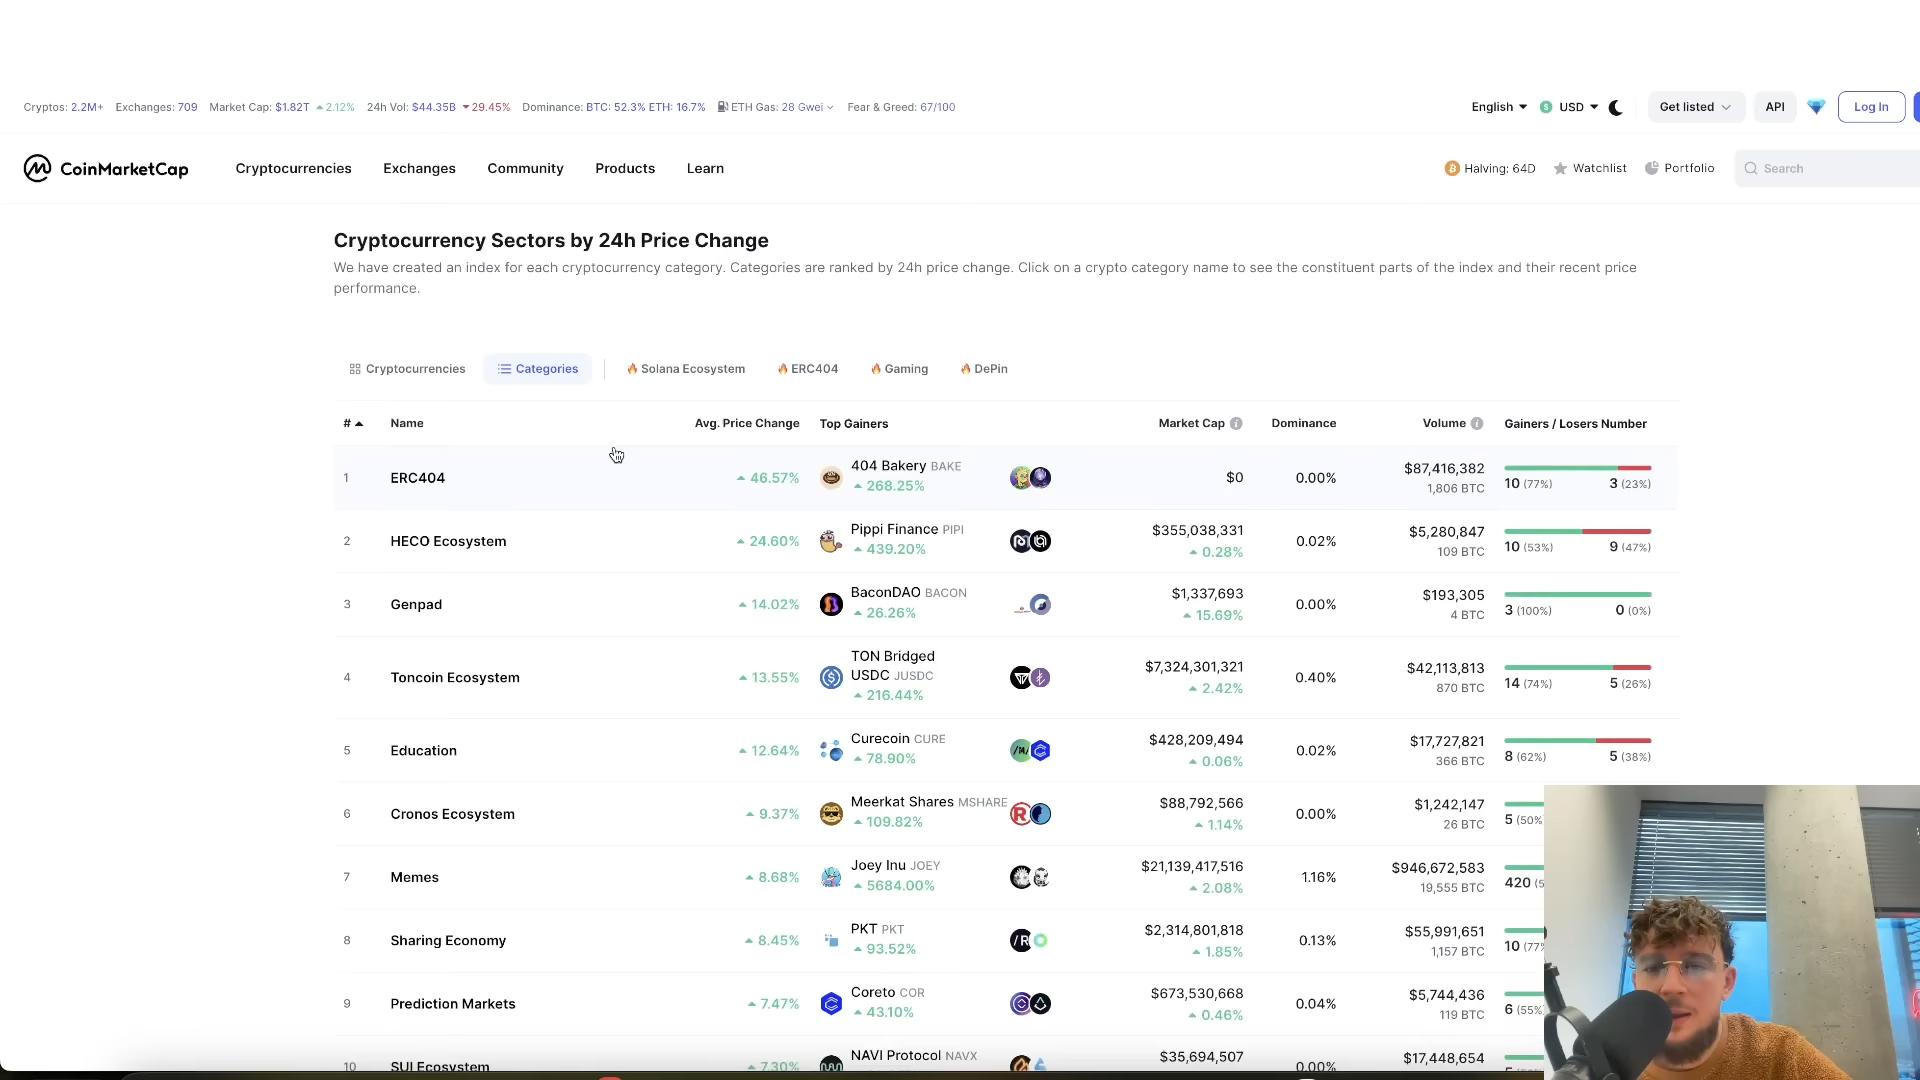 Cryptos: 2.2M+ Exchanges: 709 Market Cap: $1.82T 2.12% 24h Vol: $44.35B 29.45% Dominance: BTC: 52.3% ETH: 16.7% ETH Gas: 28 Gwei Fear & Greed: 67/100 English USD Get listed API Log In
CoinMarketCap Cryptocurrencies Exchanges Community Products Learn Halving: 64D Watchlist Portfolio Search
Cryptocurrency Sectors by 24h Price Change
We have created an index for each cryptocurrency category. Categories are ranked by 24h price change. Click on a crypto category name to see the constituent parts of the index and their recent price
performance.
Cryptocurrencies Categories Solana Ecosystem ERC404 Gaming DePin
# Name Avg. Price Change Top Gainers Market Cap Dominance Volume Gainers / Losers Number
1 ERC404 46.57% 404 Bakery BAKE 268.25% $0 0.00% $87,416,382 1,806 BTC 10 (77%) 3 (23%)
2 HECO Ecosystem 24.60% Pippi Finance PIPI 439.20% $355,038,331 0.28% 0.02% $5,280,847 109 BTC 10 (53%) 9 (47%)
3 Genpad 14.02% BaconDAO BACON 26.26% $1,337,693 15.69% 0.00% $193,305 4 BTC 3 (100%) 0 (0%)
4 Toncoin Ecosystem 13.55% TON Bridged USDC JUSDC 216.44% $7,324,301,321 2.42% 0.40% $42,113,813 870 BTC 14 (74%) 5 (26%)
5 Education 12.64% Curecoin CURE 78.90% $428,209,494 0.06% 0.02% $17,727,821 366 BTC 8 (62%) 5 (38%)
6 Cronos Ecosystem 9.37% Meerkat Shares MSHARE 109.82% $88,792,566 1.14% 0.00% $1,242,147 26 BTC 5 (50%
7 Memes 8.68% Joey Inu JOEY 5684.00% $21,139,417,516 2.08% 1.16% $946,672,583 19,555 BTC 420
8 Sharing Economy 8.45% PKT PKT 93.52% $2,314,801,818 1.85% 0.13% $55,991,651 1,157 BTC 10 (77%
9 Prediction Markets 7.47% Coreto COR 43.10% $673,530,668 0.46% 0.04% $5,744,436 119 BTC 6 (55%
10 SUI Ecosystem 7.30% NAVI Protocol NAVX $35,694,507 0.00% $17,448,654